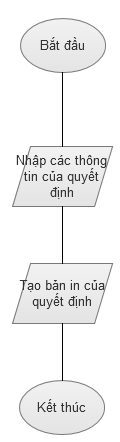 Bắt đầu
Nhập các thông
tin của quyết
định
Tạo bản in của
quyết định
Kết thúc